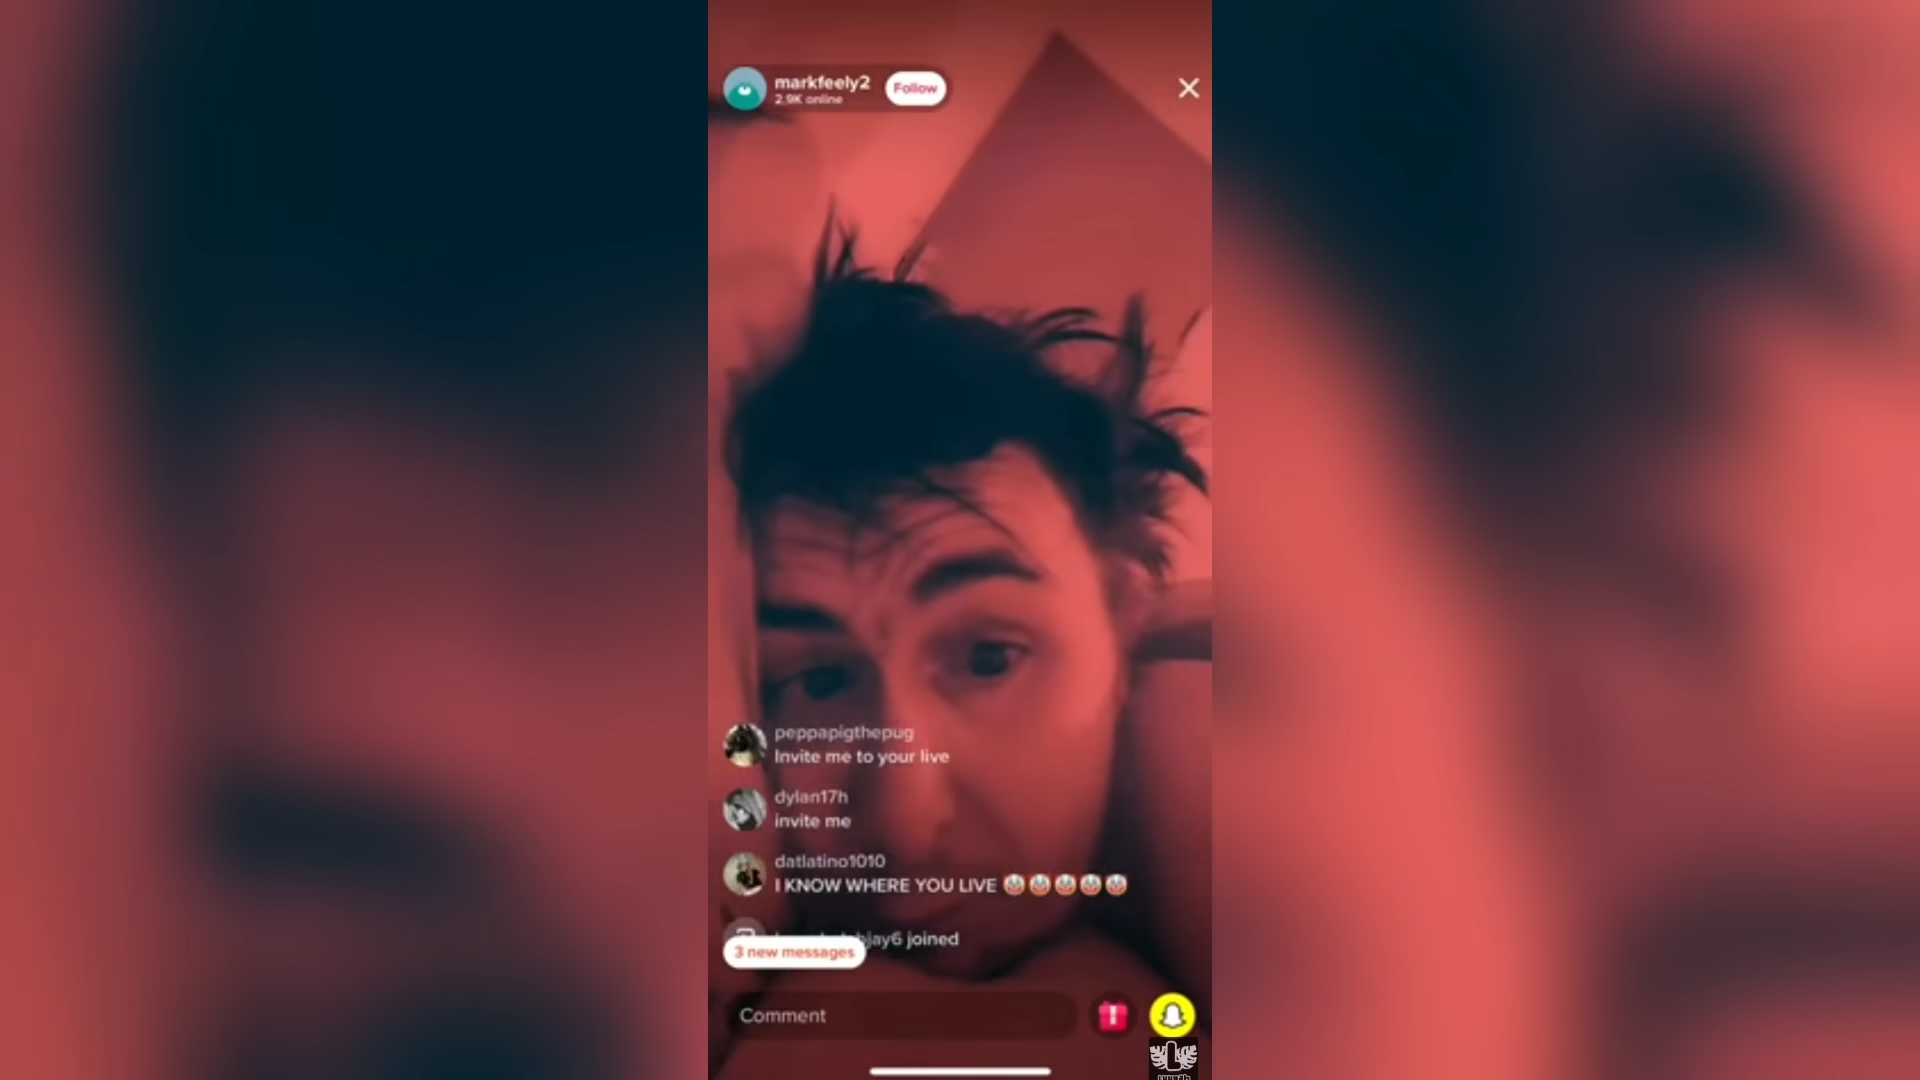 markfeely2
2.9K online
Follow
peppapigthepug
Invite me to your live
dylan17h
invite me
datlatino1010
I KNOW WHERE YOU LIVE 🤡🤡🤡🤡🤡
joined
3 new messages
Comment